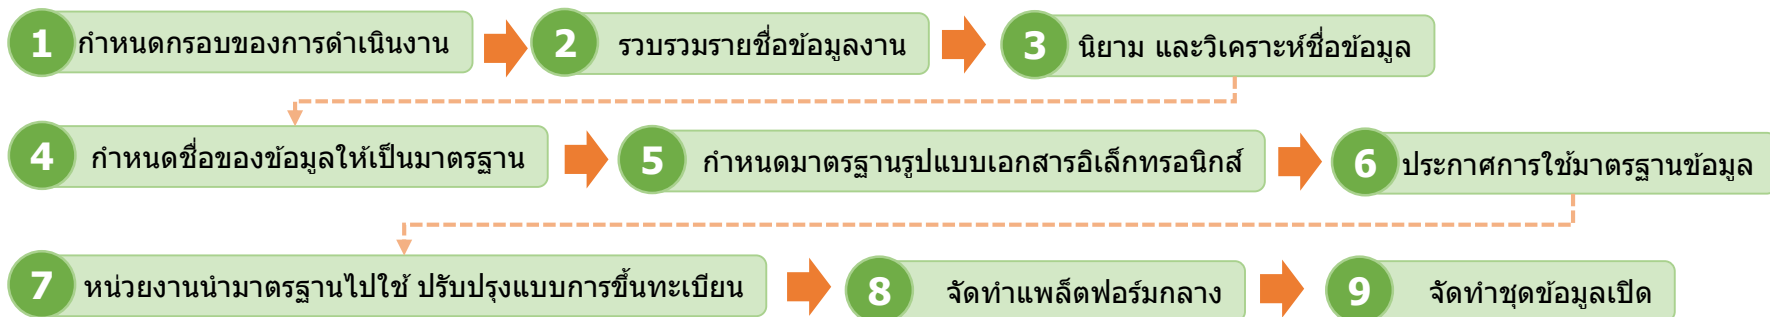 1 กำหนดกรอบของการดำเนินงาน
2 รวบรวมรายชื่อข้อมูลงาน
3 นิยาม และวิเคราะห์ชื่อข้อมูล
4 กำหนดชื่อของข้อมูลให้เป็นมาตรฐาน
5 กำหนดมาตรฐานรูปแบบเอกสารอิเล็กทรอนิกส์
6 ประกาศการใช้มาตรฐานข้อมูล
7 หน่วยงานนำมาตรฐานไปใช้ ปรับปรุงแบบการขึ้นทะเบียน
8 จัดทำแพล็ตฟอร์มกลาง
9 จัดทำชุดข้อมูลเปิด